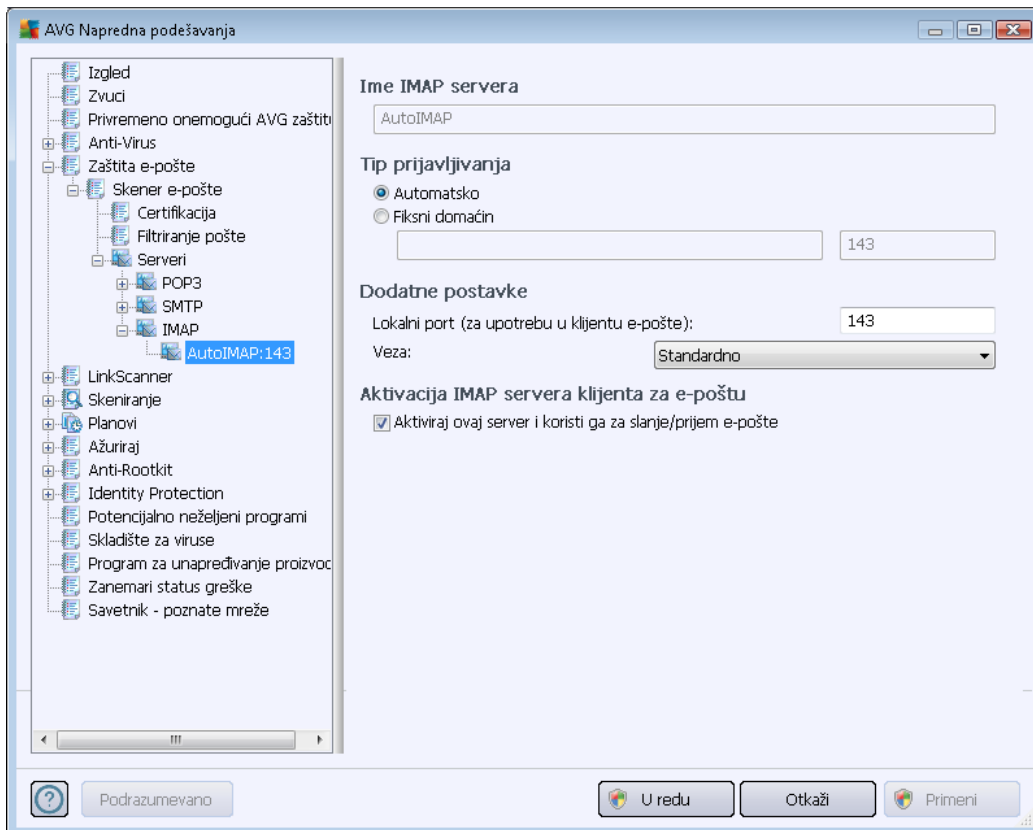 AVG Napredna podešavanja
Izgled
Zvuci
Privremeno onemogući AVG zaštitu
Anti-Virus
Zaštita e-pošte
Skener e-pošte
Certifikacija
Filtriranje pošte
Serveri
POP3
SMTP
IMAP
AutoIMAP:143
LinkScanner
Skeniranje
Planovi
Ažuriraj
Anti-Rootkit
Identity Protection
Potencijalno neželjeni programi
Skladište za viruse
Program za unapređivanje proizvoc
Zanemari status greške
Savetnik - poznate mreže
Ime IMAP servera
AutoIMAP
Tip prijavljivanja
Automatsko
Fiksni domaćin
143
Dodatne postavke
Lokalni port (za upotrebu u klijentu e-pošte):
143
Veza:
Standardno
Aktivacija IMAP servera klijenta za e-poštu
Aktiviraj ovaj server i koristi ga za slanje/prijem e-pošte
Podrazumevano
U redu
Otkaži
Primeni